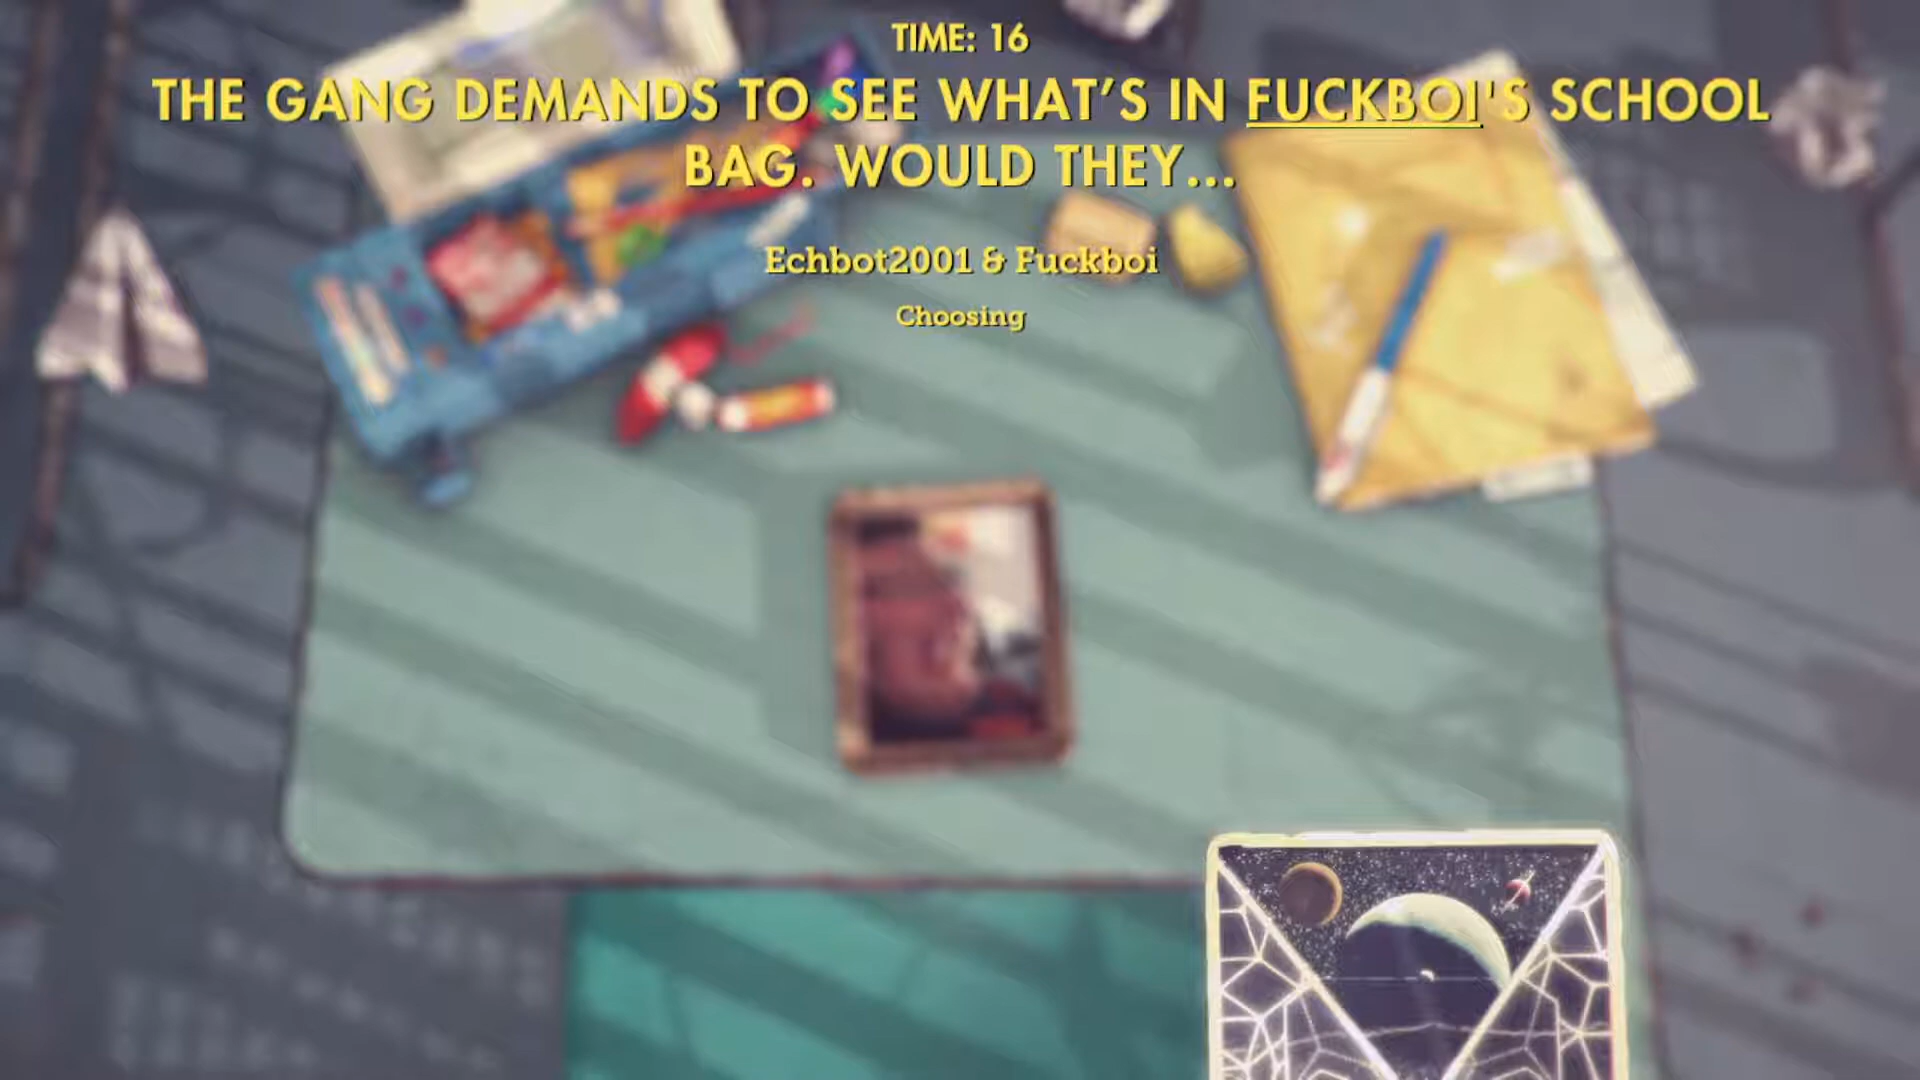 TIME: 16
THE GANG DEMANDS TO SEE WHAT'S IN FUCKBOI'S SCHOOL
BAG. WOULD THEY...
Echbot2001 & Fuckboi
Choosing